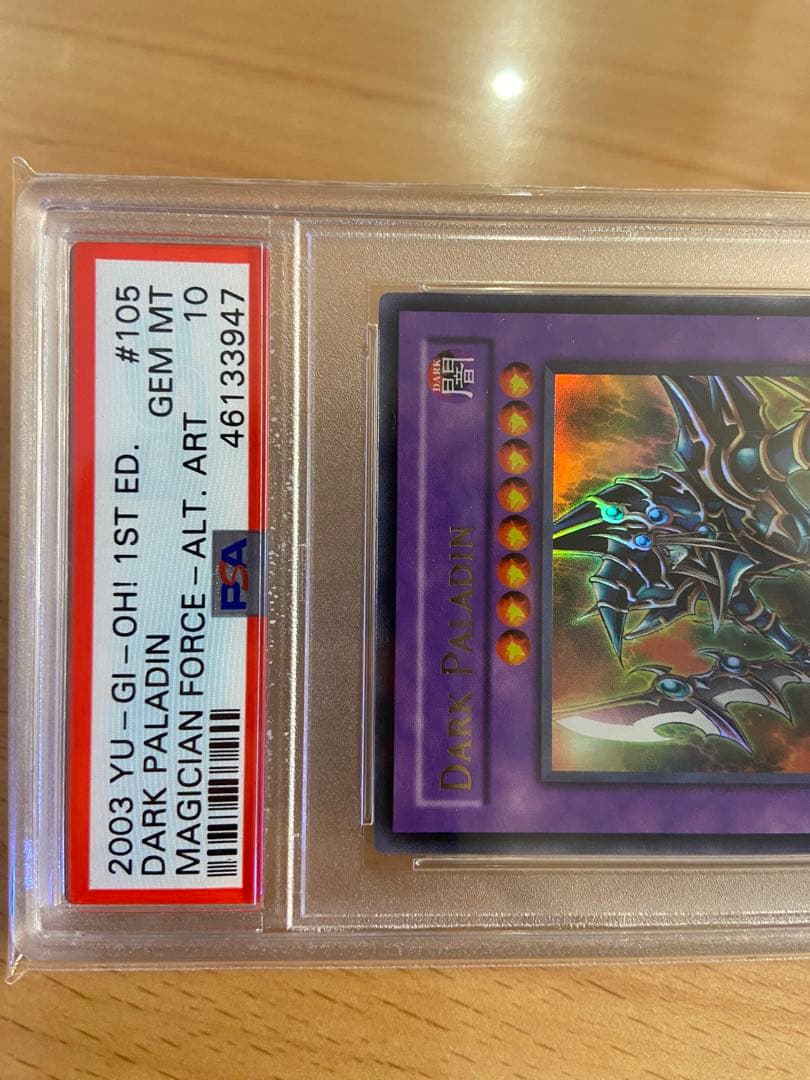 2003 YU-GI-OH! 1ST ED. #105
DARK PALADIN GEM MT
MAGICIAN FORCE-ALT. ART 10
PSA 46133947
DARK PALADIN
DARK
闇